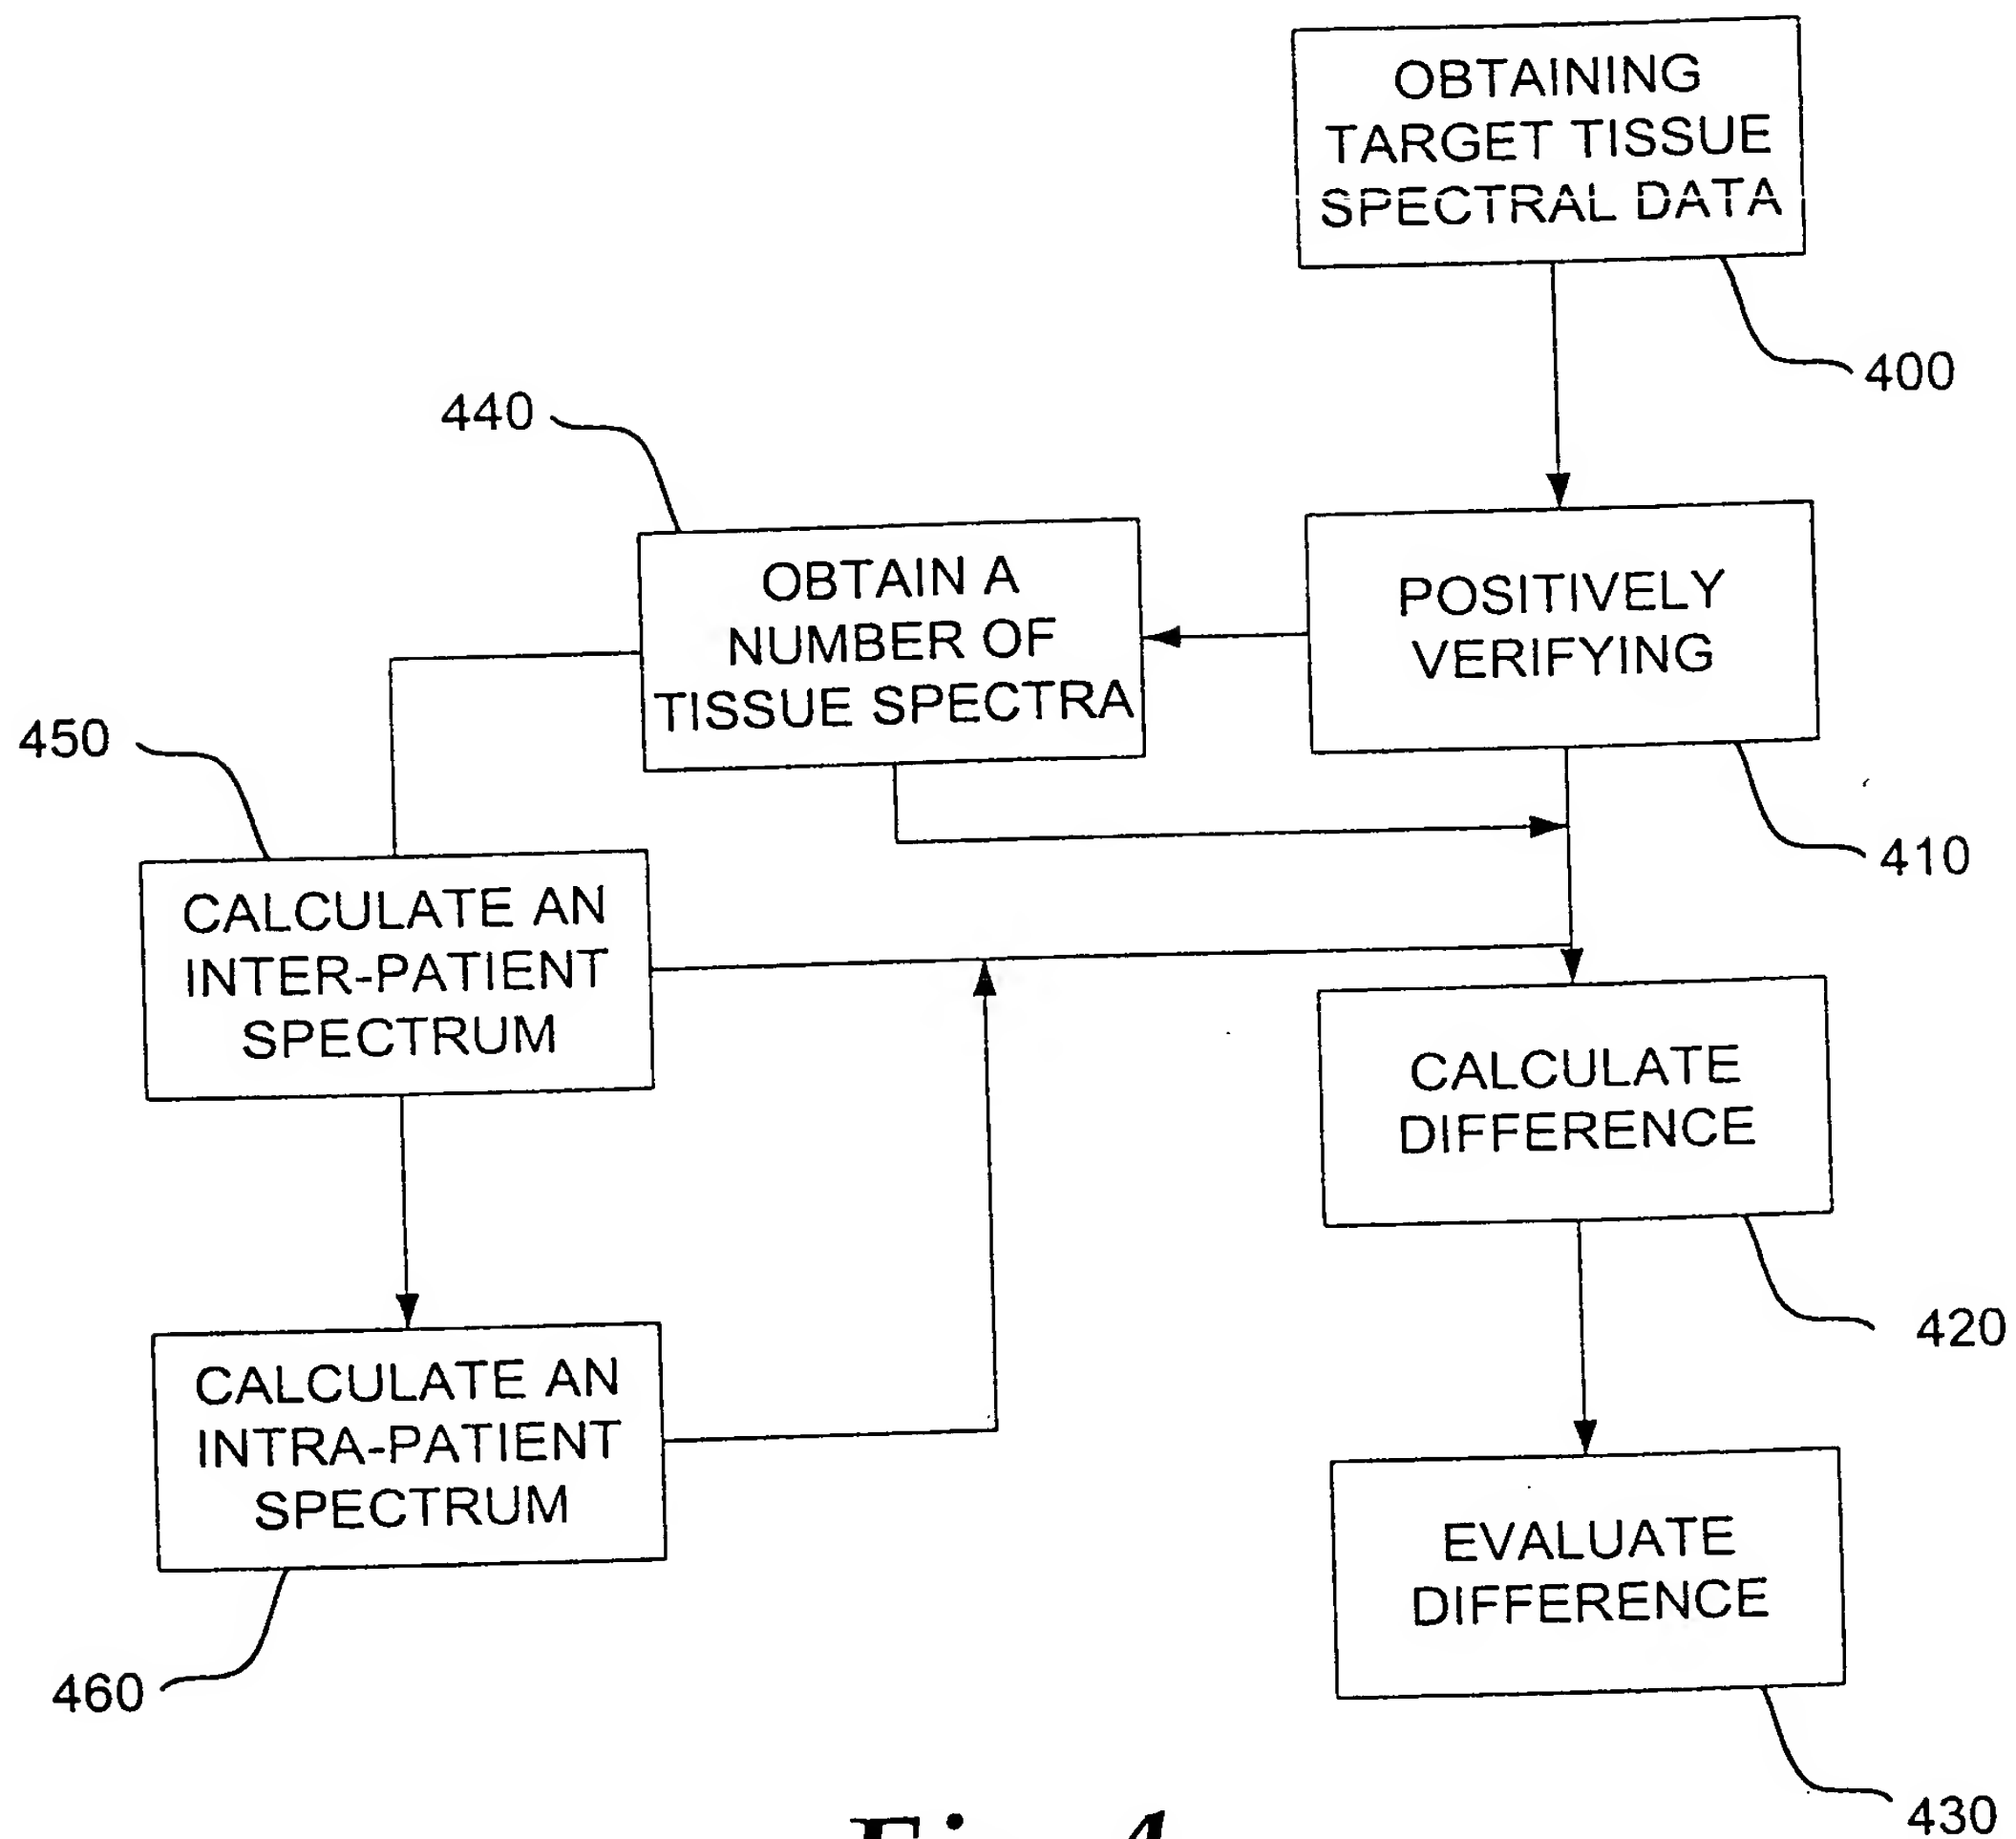 OBTAINING
TARGET TISSUE
SPECTRAL DATA
400
440
OBTAIN A
NUMBER OF
TISSUE SPECTRA
POSITIVELY
VERIFYING
450
410
CALCULATE AN
INTER-PATIENT
SPECTRUM
CALCULATE
DIFFERENCE
420
CALCULATE AN
INTRA-PATIENT
SPECTRUM
EVALUATE
DIFFERENCE
460
430